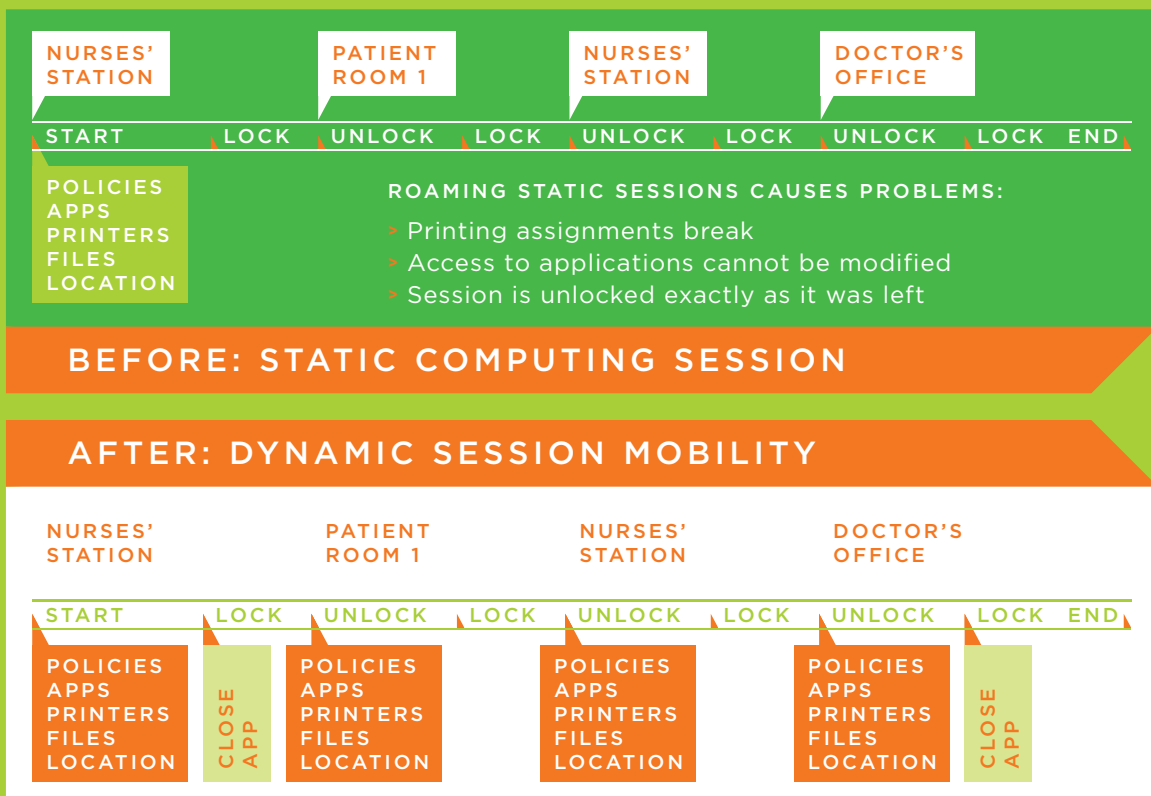 NURSES'
STATION
PATIENT
ROOM 1
NURSES'
STATION
DOCTOR'S
OFFICE
START LOCK UNLOCK LOCK UNLOCK LOCK UNLOCK LOCK END
POLICIES
APPS
PRINTERS
FILES
LOCATION
ROAMING STATIC SESSIONS CAUSES PROBLEMS:
> Printing assignments break
> Access to applications cannot be modified
> Session is unlocked exactly as it was left
BEFORE: STATIC COMPUTING SESSION
AFTER: DYNAMIC SESSION MOBILITY
NURSES'
STATION
PATIENT
ROOM 1
NURSES'
STATION
DOCTOR'S
OFFICE
START LOCK UNLOCK LOCK UNLOCK LOCK UNLOCK LOCK END
POLICIES
APPS
PRINTERS
FILES
LOCATION
CLOSE
APP
POLICIES
APPS
PRINTERS
FILES
LOCATION
POLICIES
APPS
PRINTERS
FILES
LOCATION
POLICIES
APPS
PRINTERS
FILES
LOCATION
CLOSE
APP